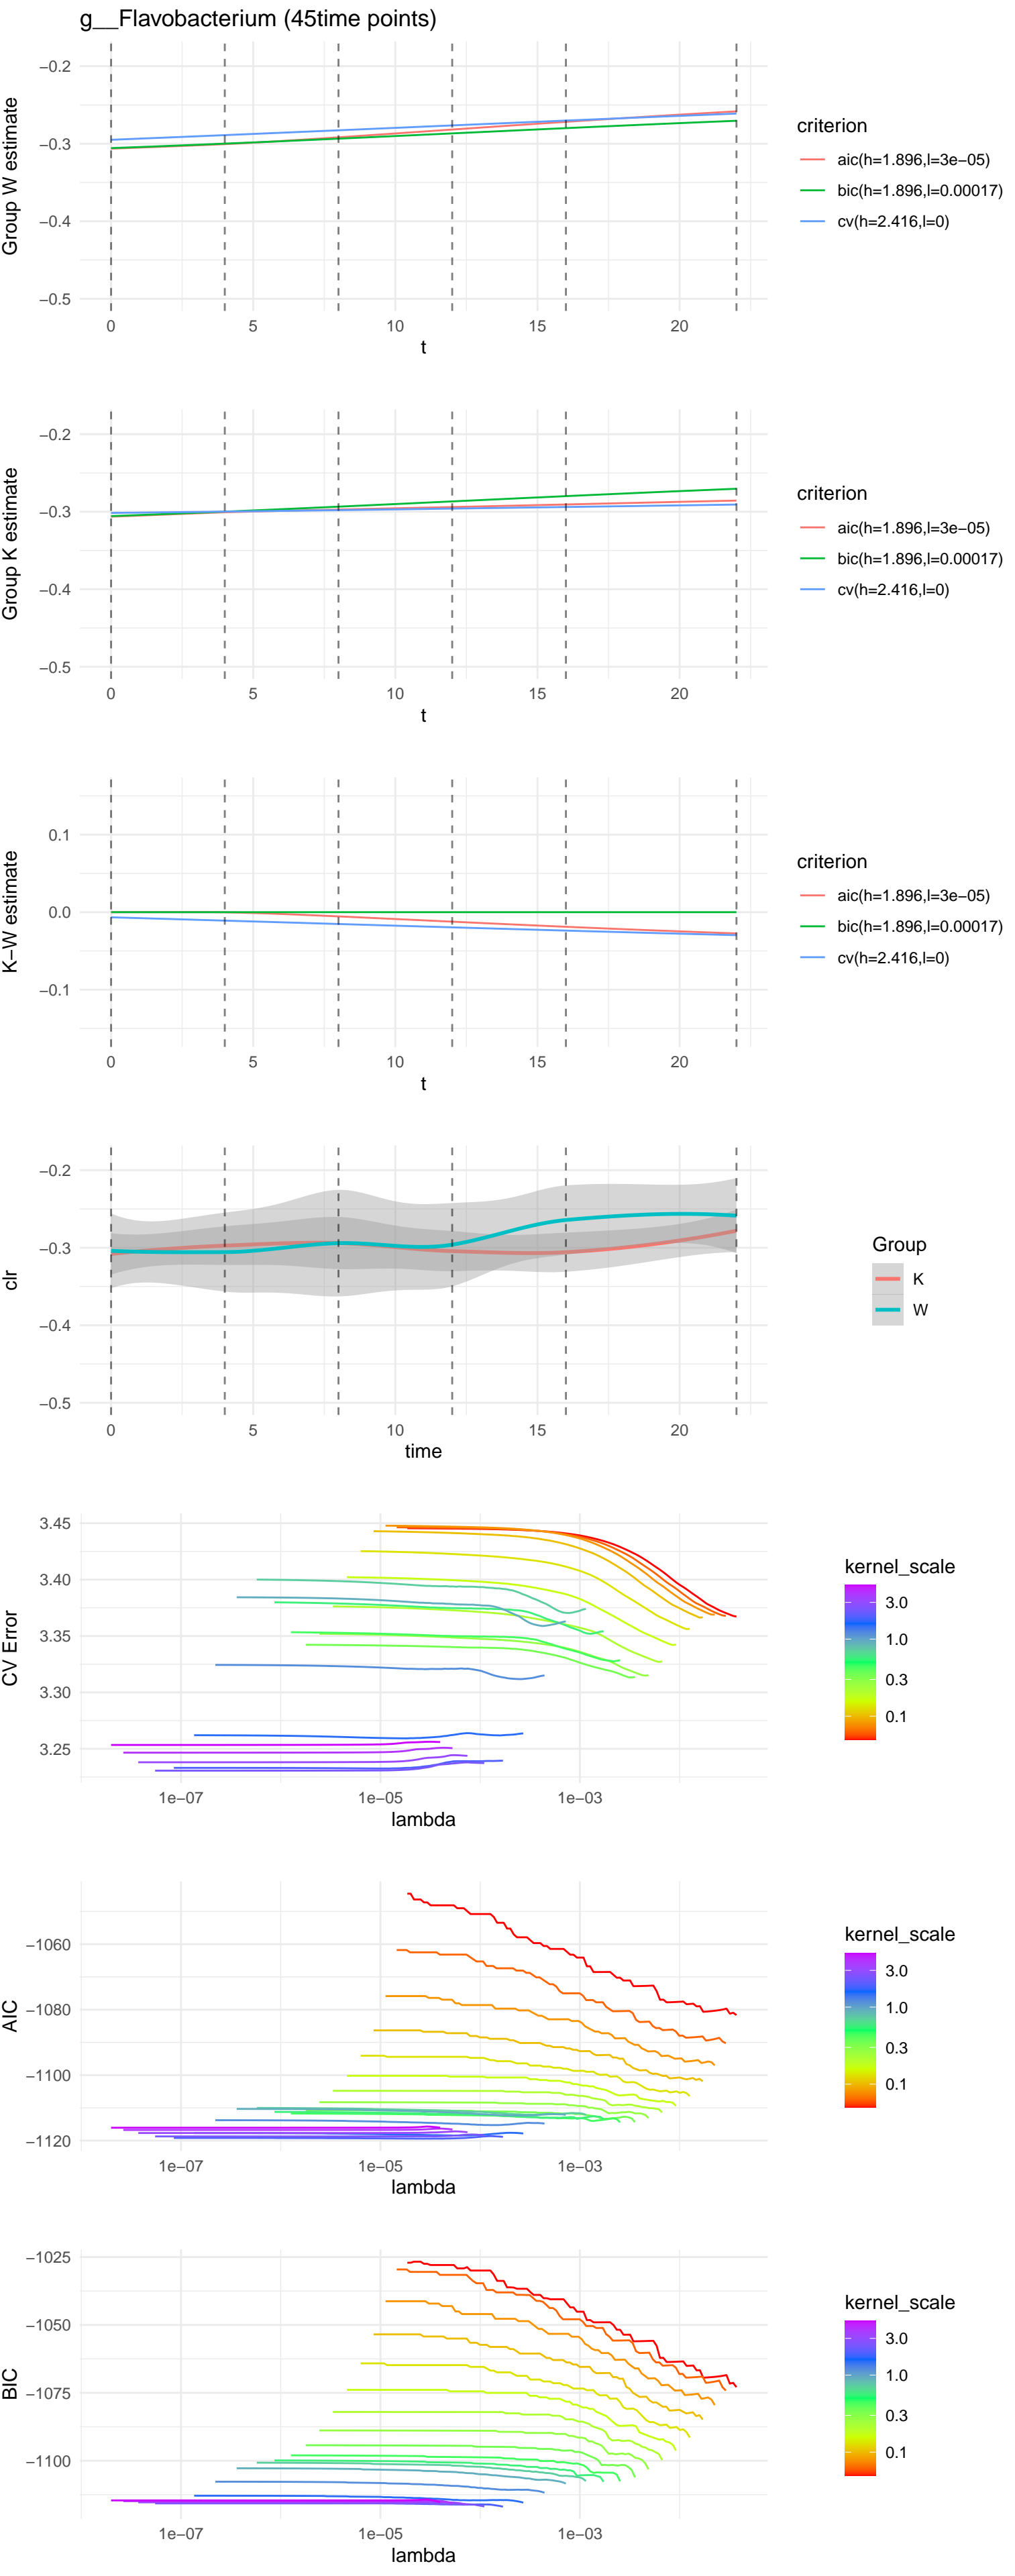 g__Flavobacterium (45time points)
Group W estimate
−0.2
−0.3
−0.4
−0.5
0 5 10 15 20
t
criterion
aic(h=1.896,l=3e−05)
bic(h=1.896,l=0.00017)
cv(h=2.416,l=0)
Group K estimate
−0.2
−0.3
−0.4
−0.5
0 5 10 15 20
t
criterion
aic(h=1.896,l=3e−05)
bic(h=1.896,l=0.00017)
cv(h=2.416,l=0)
K−W estimate
0.1
0.0
−0.1
0 5 10 15 20
t
criterion
aic(h=1.896,l=3e−05)
bic(h=1.896,l=0.00017)
cv(h=2.416,l=0)
clr
−0.2
−0.3
−0.4
−0.5
0 5 10 15 20
time
Group
K
W
CV Error
3.45
3.40
3.35
3.30
3.25
1e−07 1e−05 1e−03
lambda
kernel_scale
3.0
1.0
0.3
0.1
AIC
−1060
−1080
−1100
−1120
1e−07 1e−05 1e−03
lambda
kernel_scale
3.0
1.0
0.3
0.1
BIC
−1025
−1050
−1075
−1100
1e−07 1e−05 1e−03
lambda
kernel_scale
3.0
1.0
0.3
0.1